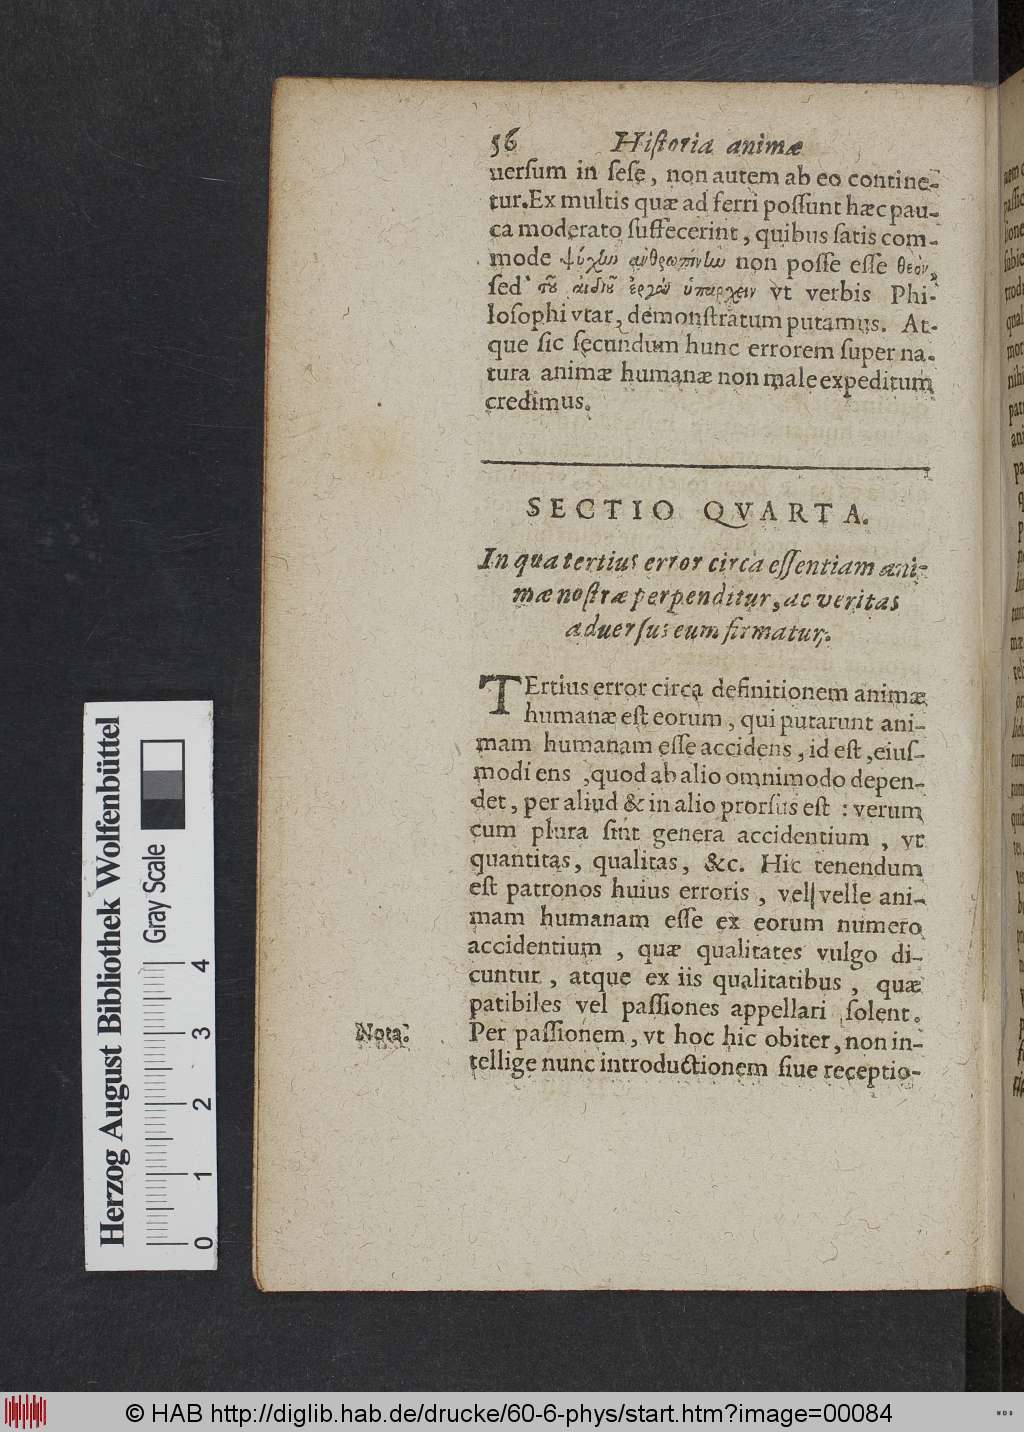 56 Historia animæ
uersum in sese, non autem ab eo contine-
tur. Ex multis quæ ad ferri possunt hæc pau-
ca moderato suffecerint, quibus satis com-
mode non posse esse θεὸν,
sed vt verbis Phi-
losophi vtar, demonstratum putamus. At-
que sic secundum hunc errorem super na-
tura animæ humanæ non male expeditum
credimus.
SECTIO QVARTA.
In qua tertius error circa essentiam ani-
mæ nostræ perpenditur, ac veritas
aduersus eum firmatur.
TErtius error circa definitionem animæ
humanæ est eorum, qui putarunt ani-
mam humanam esse accidens, id est, eius-
modi ens, quod ab alio omnimodo depen-
det, per aliud & in alio prorsus est: verum
cum plura sint genera accidentium, vt
quantitas, qualitas, &c. Hic tenendum
est patronos huius erroris, vel velle ani-
mam humanam esse ex eorum numero
accidentium, quæ qualitates vulgo di-
cuntur, atque ex iis qualitatibus, quæ
patibiles vel passiones appellari solent.
Nota. Per passionem, vt hoc hic obiter, non in-
tellige nunc introductionem siue receptio-
Herzog August Bibliothek Wolfenbüttel
Gray Scale
0 1 2 3 4
© HAB http://diglib.hab.de/drucke/60-6-phys/start.htm?image=00084